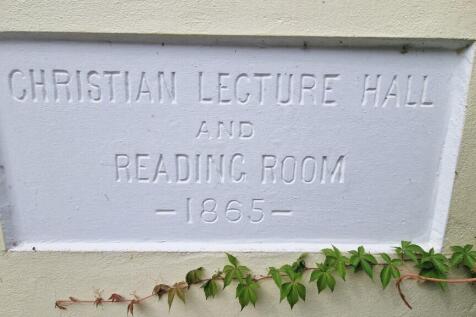 CHRISTIAN LECTURE HALL
AND
READING ROOM
- 1865 -